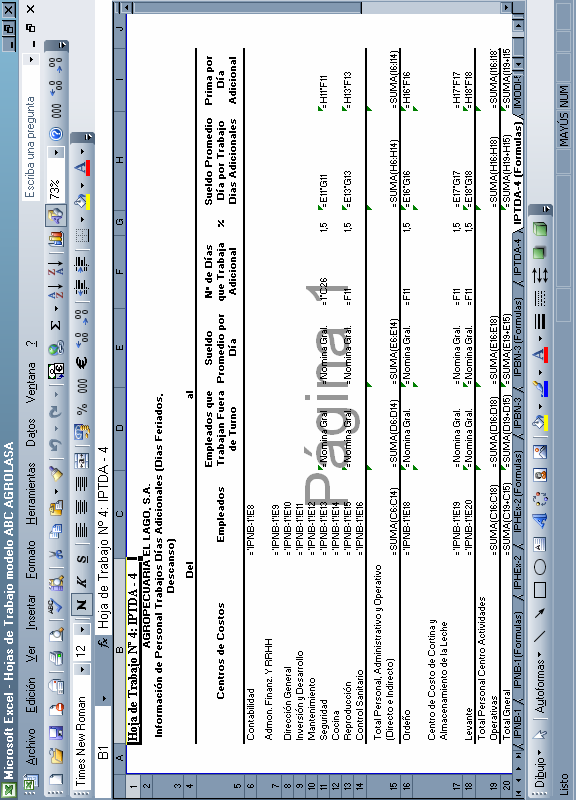 Microsoft Excel - Hojas de Trabajo modelo ABC AGROLASA
Archivo Edición Ver Insertar Formato Herramientas Datos Ventana ?
Escriba una pregunta
73%
Times New Roman 12 N K S % 000 €
B1 fx Hoja de Trabajo N° 4: IPTDA - 4
A B C D E F G H I J
1 Hoja de Trabajo N° 4: IPTDA - 4
2 AGROPECUARIA EL LAGO, S.A.
3 Información de Personal Trabajos Días Adicionales (Dias Feriados, Descanso)
4 Del al
5 Centros de Costos Empleados Empleados que Trabajan Fuera de Turno Sueldo Promedio por Día N° de Días que Trabaja Adicional % Sueldo Promedio Día por Trabajo Días Adicionales Prima por Día Adicional
6 Contabilidad ='IPNB-1'!E8
7 Admon. Finanz. Y RRHH ='IPNB-1'!E9
8 Dirección General ='IPNB-1'!E10
9 Inversión y Desarrollo ='IPNB-1'!E11
10 Mantenimiento ='IPNB-1'!E12
11 Seguridad ='IPNB-1'!E13 =Nomina Gral. =Nomina Gral. ='1'C26 1,5 =E11*G11 =H11*F11
12 Cocina ='IPNB-1'!E14
13 Reproducción ='IPNB-1'!E15 =Nomina Gral. =Nomina Gral. =F11 1,5 =E13*G13 =H13*F13
14 Control Sanitario ='IPNB-1'!E16
15 Total Personal, Administrativo y Operativo (Directo e Indirecto) =SUMA(C6:C14) =SUMA(D6:D14) =SUMA(E6:E14) =SUMA(H6:H14) =SUMA(I6:I14)
16 Ordeño ='IPNB-1'!E18 =Nomina Gral. =Nomina Gral. =F11 1,5 =E16*G16 =H16*F16
17 Centro de Costo de Cortina y Almacenamiento de la Leche ='IPNB-1'!E19 =Nomina Gral. =Nomina Gral. =F11 1,5 =E17*G17 =H17*F17
18 Levante ='IPNB-1'!E20 =Nomina Gral. =Nomina Gral. =F11 1,5 =E18*G18 =H18*F18
19 Total Personal Centro Actividades Operativas =SUMA(C16:C18) =SUMA(D16:D18) =SUMA(E16:E18) =SUMA(H16:H18) =SUMA(I16:I18)
20 Total Gneral =SUMA(C19+C15) =SUMA(D19+D15) =SUMA(E19+E15) =SUMA(H19+H15) =SUMA(I19+I15)
Página 1
IPNB-1 IPNB-1 (Formulas) IPHEx-2 IPHEx-2 (Formulas) IPBN-3 IPBN-3 (Formulas) IPTDA-4 IPTDA-4 (Formulas) IMODIR-
Dibujo Autoformas
Listo MAYÚS NUM